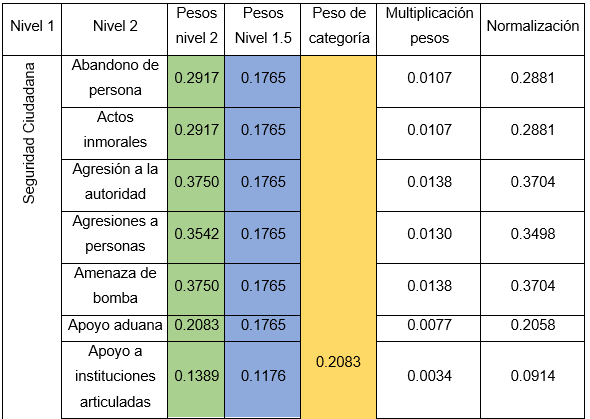 Nivel 1 Nivel 2 Pesos nivel 2 Pesos Nivel 1.5 Peso de categoría Multiplicación pesos Normalización
Seguridad Ciudadana
Abandono de persona 0.2917 0.1765 0.0107 0.2881
Actos inmorales 0.2917 0.1765 0.0107 0.2881
Agresión a la autoridad 0.3750 0.1765 0.0138 0.3704
Agresiones a personas 0.3542 0.1765 0.0130 0.3498
Amenaza de bomba 0.3750 0.1765 0.0138 0.3704
Apoyo aduana 0.2083 0.1765 0.0077 0.2058
Apoyo a instituciones articuladas 0.1389 0.1176 0.2083 0.0034 0.0914